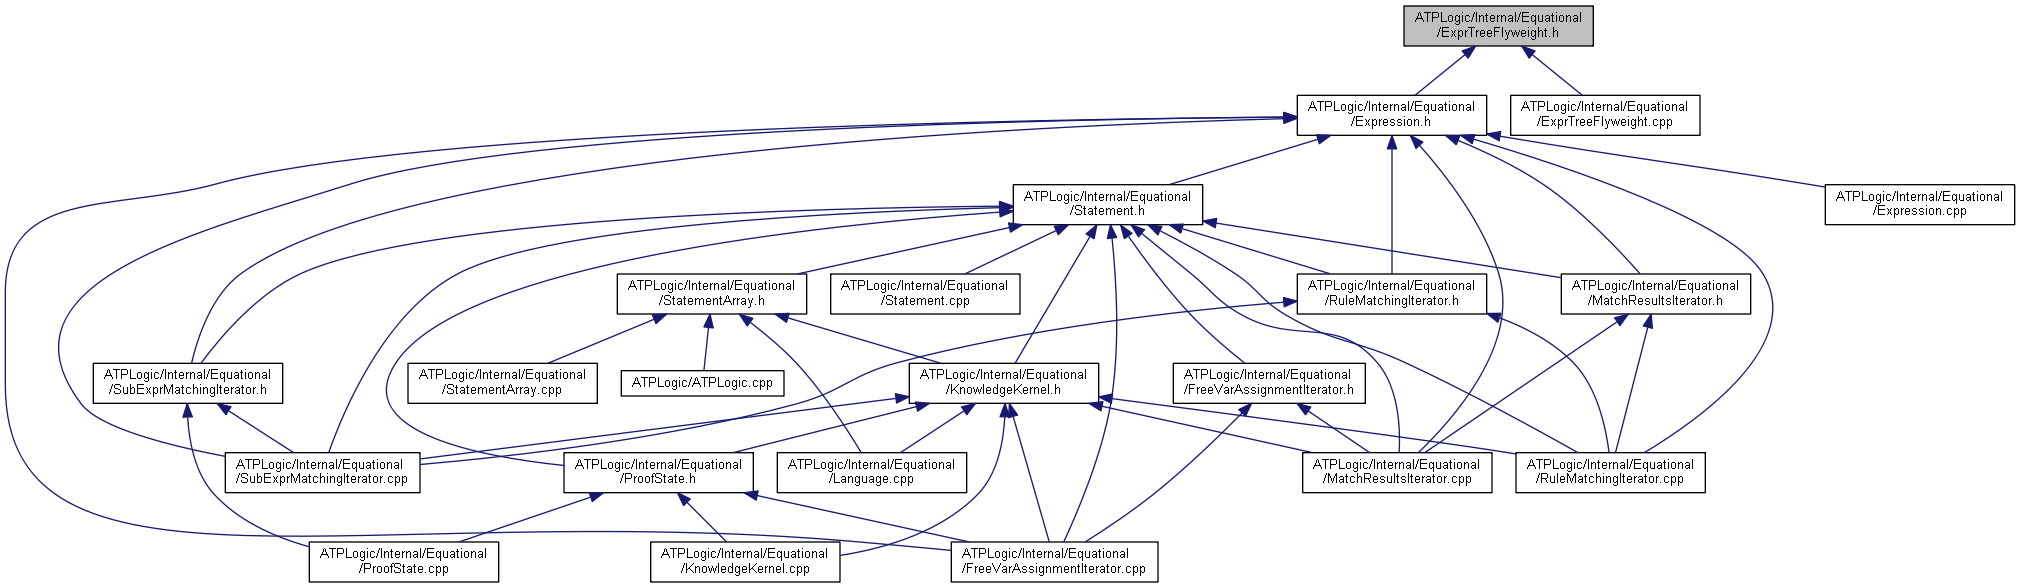 ATPLogic/Internal/Equational
/ExprTreeFlyweight.h
ATPLogic/Internal/Equational
/Expression.h
ATPLogic/Internal/Equational
/ExprTreeFlyweight.cpp
ATPLogic/Internal/Equational
/Statement.h
ATPLogic/Internal/Equational
/Expression.cpp
ATPLogic/Internal/Equational
/StatementArray.h
ATPLogic/Internal/Equational
/Statement.cpp
ATPLogic/Internal/Equational
/RuleMatchingIterator.h
ATPLogic/Internal/Equational
/MatchResultsIterator.h
ATPLogic/Internal/Equational
/SubExprMatchingIterator.h
ATPLogic/Internal/Equational
/StatementArray.cpp
ATPLogic/ATPLogic.cpp
ATPLogic/Internal/Equational
/KnowledgeKernel.h
ATPLogic/Internal/Equational
/FreeVarAssignmentIterator.h
ATPLogic/Internal/Equational
/SubExprMatchingIterator.cpp
ATPLogic/Internal/Equational
/ProofState.h
ATPLogic/Internal/Equational
/Language.cpp
ATPLogic/Internal/Equational
/MatchResultsIterator.cpp
ATPLogic/Internal/Equational
/RuleMatchingIterator.cpp
ATPLogic/Internal/Equational
/ProofState.cpp
ATPLogic/Internal/Equational
/KnowledgeKernel.cpp
ATPLogic/Internal/Equational
/FreeVarAssignmentIterator.cpp